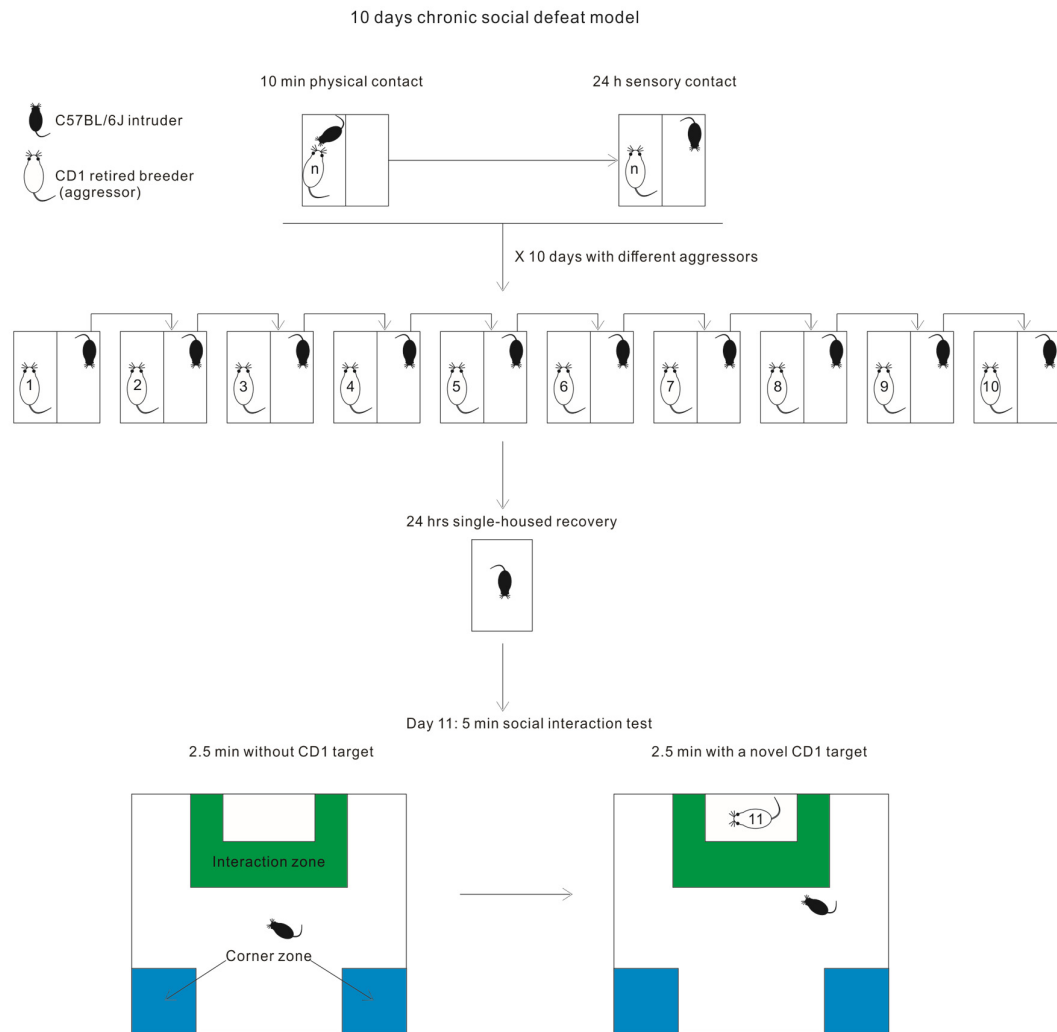 10 days chronic social defeat model
10 min physical contact
24 h sensory contact
C57BL/6J intruder
CD1 retired breeder
(aggressor)
n
n
X 10 days with different aggressors
1
2
3
4
5
6
7
8
9
10
24 hrs single-housed recovery
Day 11: 5 min social interaction test
2.5 min without CD1 target
2.5 min with a novel CD1 target
11
Interaction zone
Corner zone